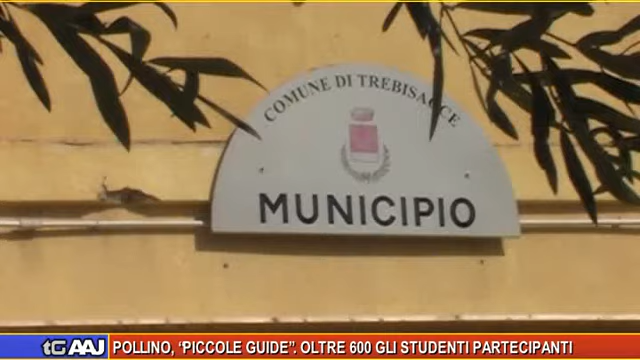 COMUNE DI TREBISACCE
MUNICIPIO
tG AAJ
POLLINO, “PICCOLE GUIDE”. OLTRE 600 GLI STUDENTI PARTECIPANTI